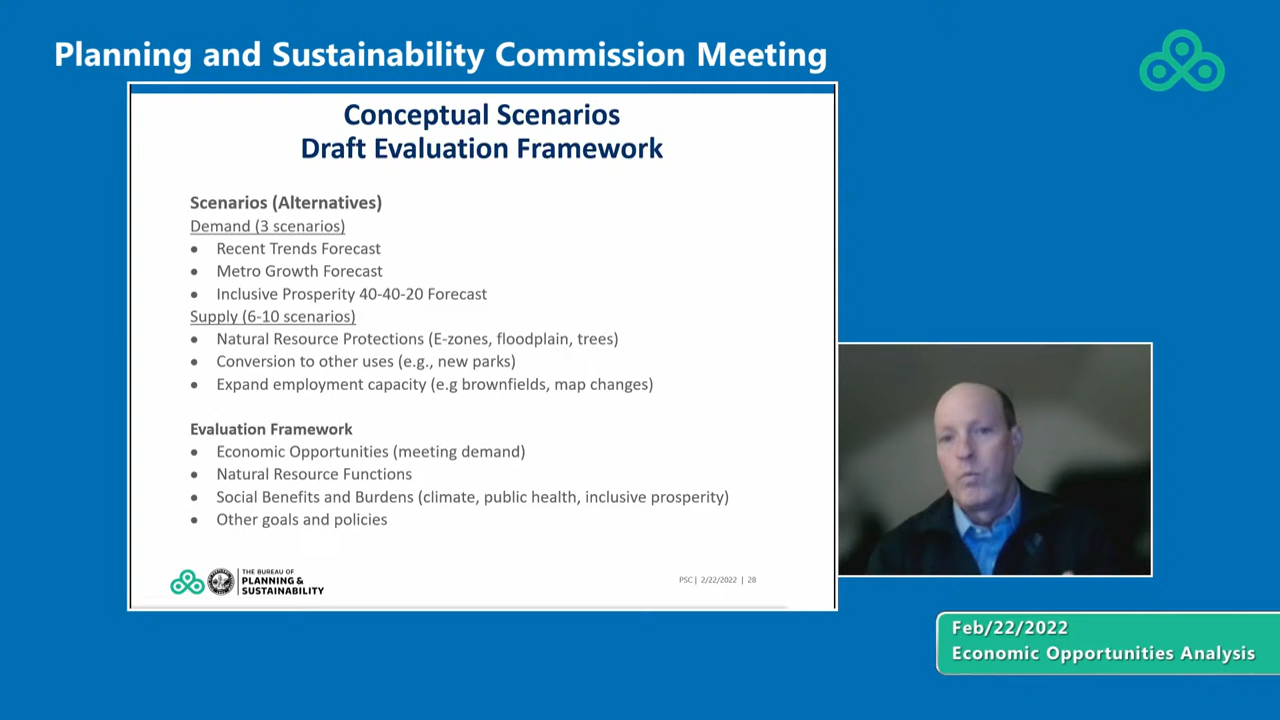 Planning and Sustainability Commission Meeting
Conceptual Scenarios
Draft Evaluation Framework
Scenarios (Alternatives)
Demand (3 scenarios)
• Recent Trends Forecast
• Metro Growth Forecast
• Inclusive Prosperity 40-40-20 Forecast
Supply (6-10 scenarios)
• Natural Resource Protections (E-zones, floodplain, trees)
• Conversion to other uses (e.g., new parks)
• Expand employment capacity (e.g brownfields, map changes)
Evaluation Framework
• Economic Opportunities (meeting demand)
• Natural Resource Functions
• Social Benefits and Burdens (climate, public health, inclusive prosperity)
• Other goals and policies
THE BUREAU OF
PLANNING &
SUSTAINABILITY
PSC | 2/22/2022 | 28
Feb/22/2022
Economic Opportunities Analysis